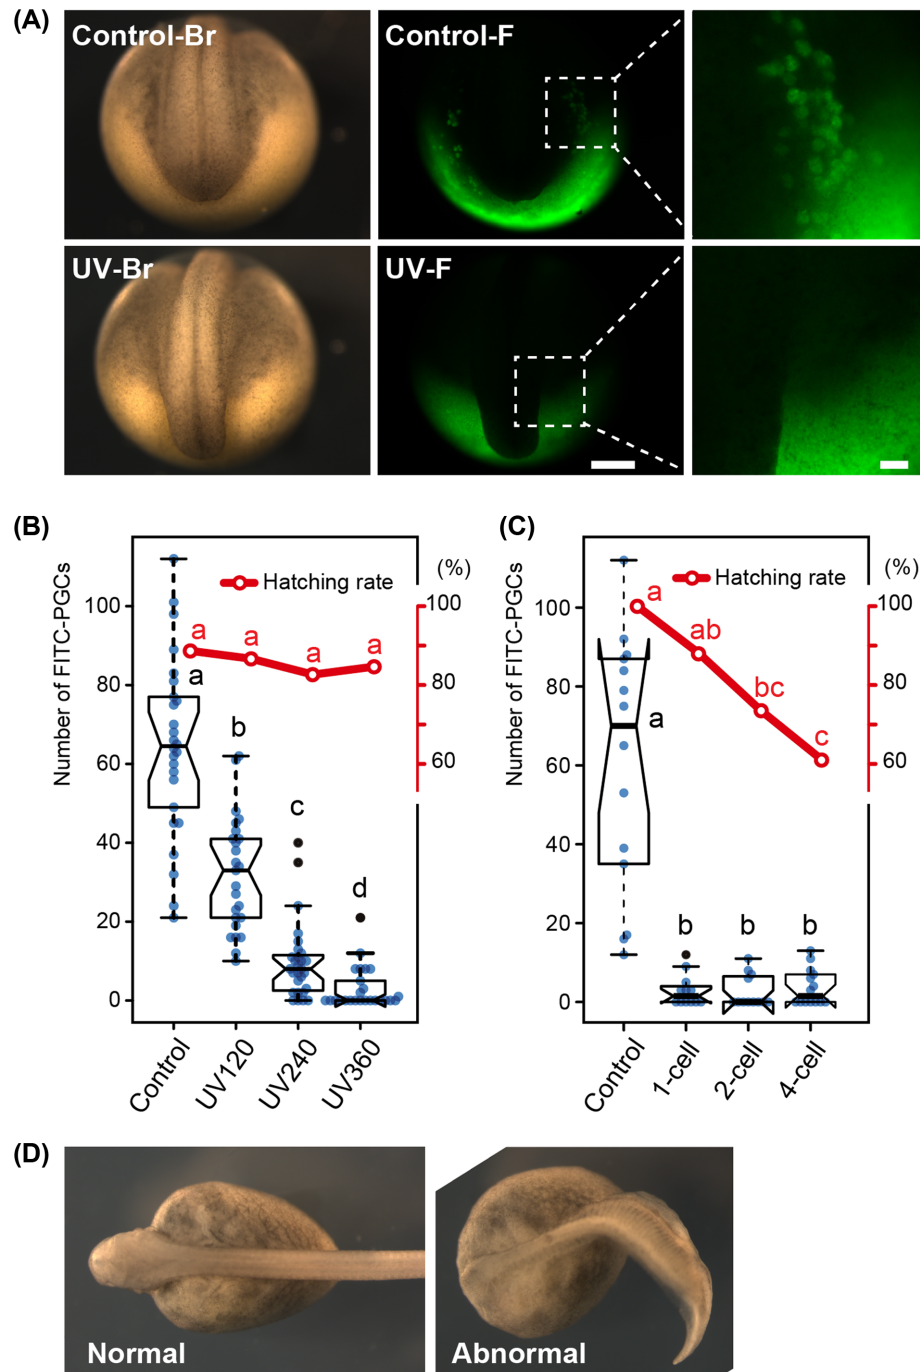 (A)
Control-Br
Control-F
UV-Br
UV-F
(B)
Number of FITC-PGCs
100
80
60
40
20
0
Hatching rate
(%)
100
80
60
a
a
a
a
a
b
c
d
Control
UV120
UV240
UV360
(C)
Number of FITC-PGCs
100
80
60
40
20
0
Hatching rate
(%)
100
80
60
a
ab
bc
c
a
b
b
b
Control
1-cell
2-cell
4-cell
(D)
Normal
Abnormal